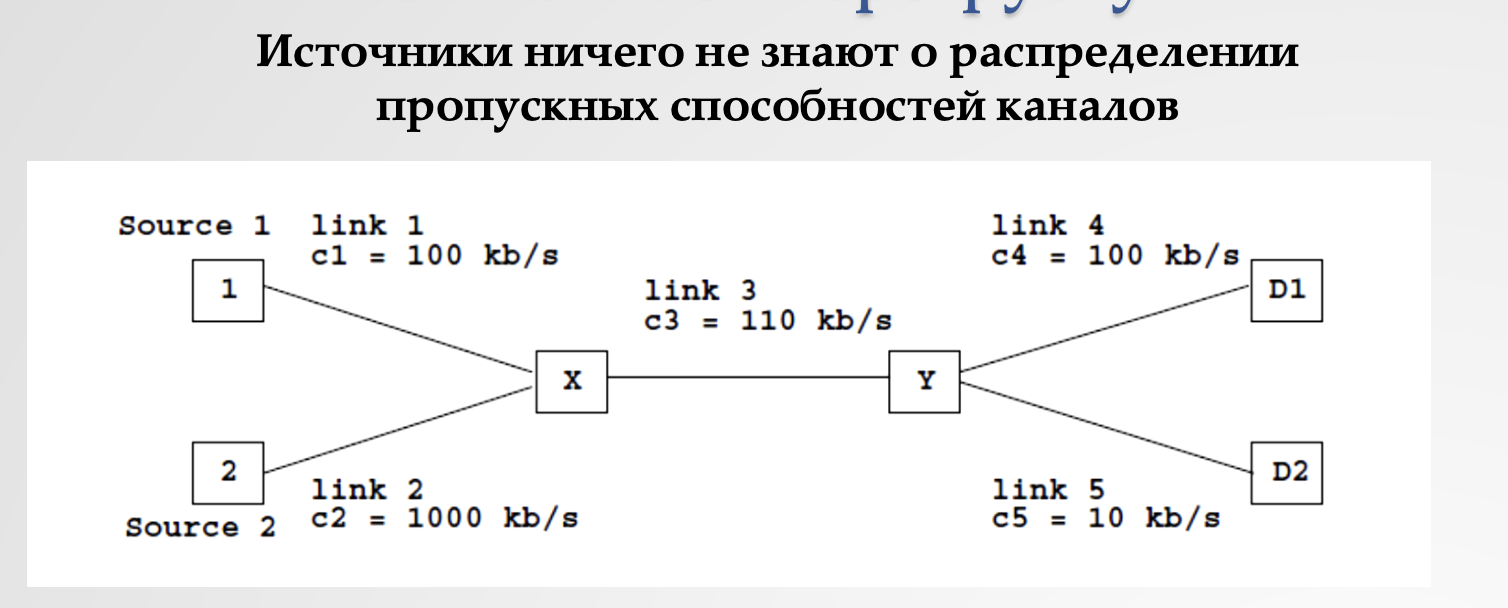 Источники ничего не знают о распределении
пропускных способностей каналов
Source 1 link 1
c1 = 100 kb/s
link 4
c4 = 100 kb/s
1
D1
link 3
c3 = 110 kb/s
X
Y
2
D2
link 2
c2 = 1000 kb/s
Source 2
link 5
c5 = 10 kb/s